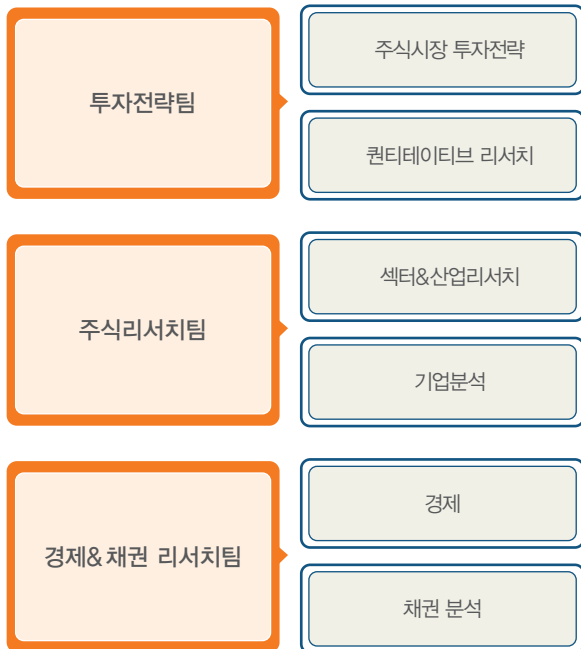 투자전략팀
주식시장 투자전략
퀀티테이티브 리서치
주식리서치팀
섹터&산업리서치
기업분석
경제&채권 리서치팀
경제
채권 분석